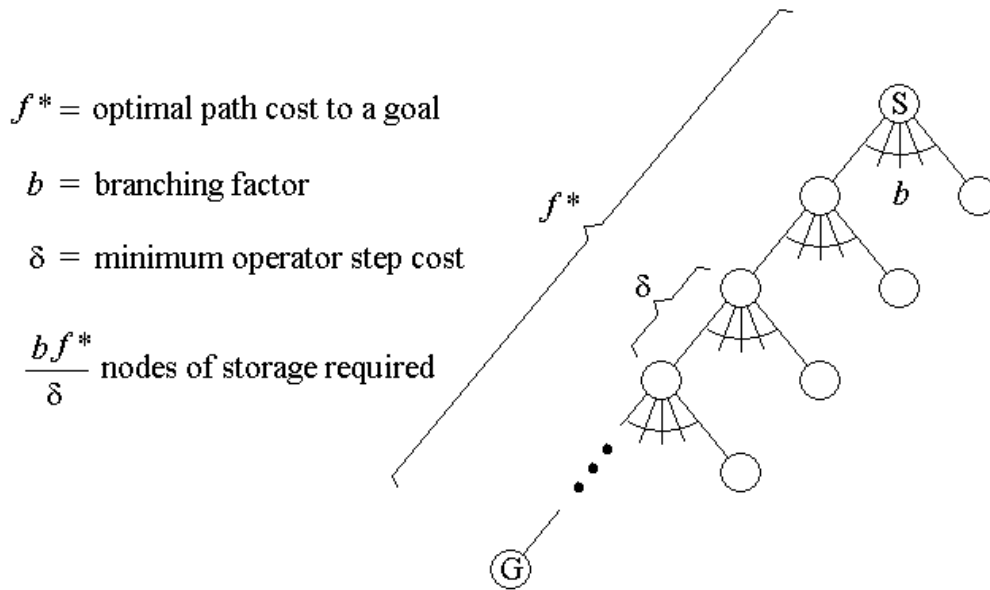 f* = optimal path cost to a goal
b = branching factor
δ = minimum operator step cost
bf*
δ
nodes of storage required
f*
δ
S
b
G